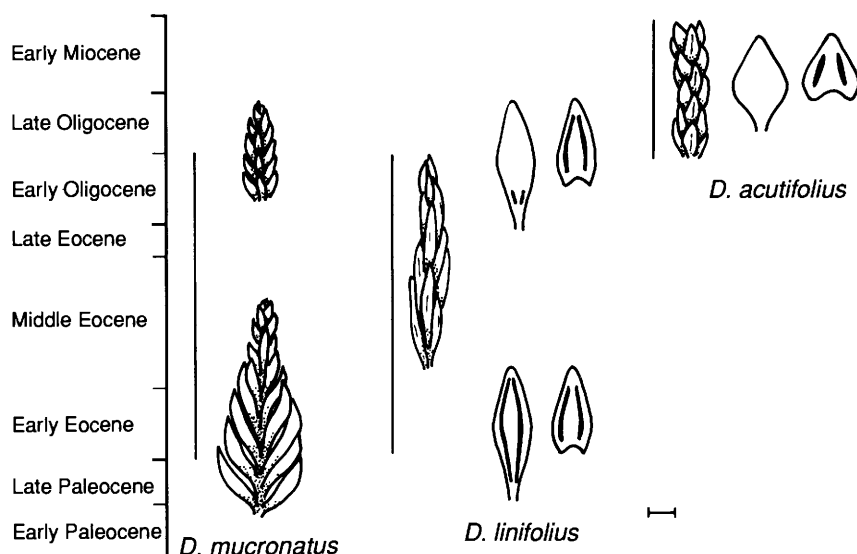 Early Miocene
Late Oligocene
Early Oligocene
D. acutifolius
Late Eocene
Middle Eocene
Early Eocene
Late Paleocene
Early Paleocene
D. linifolius
D. mucronatus